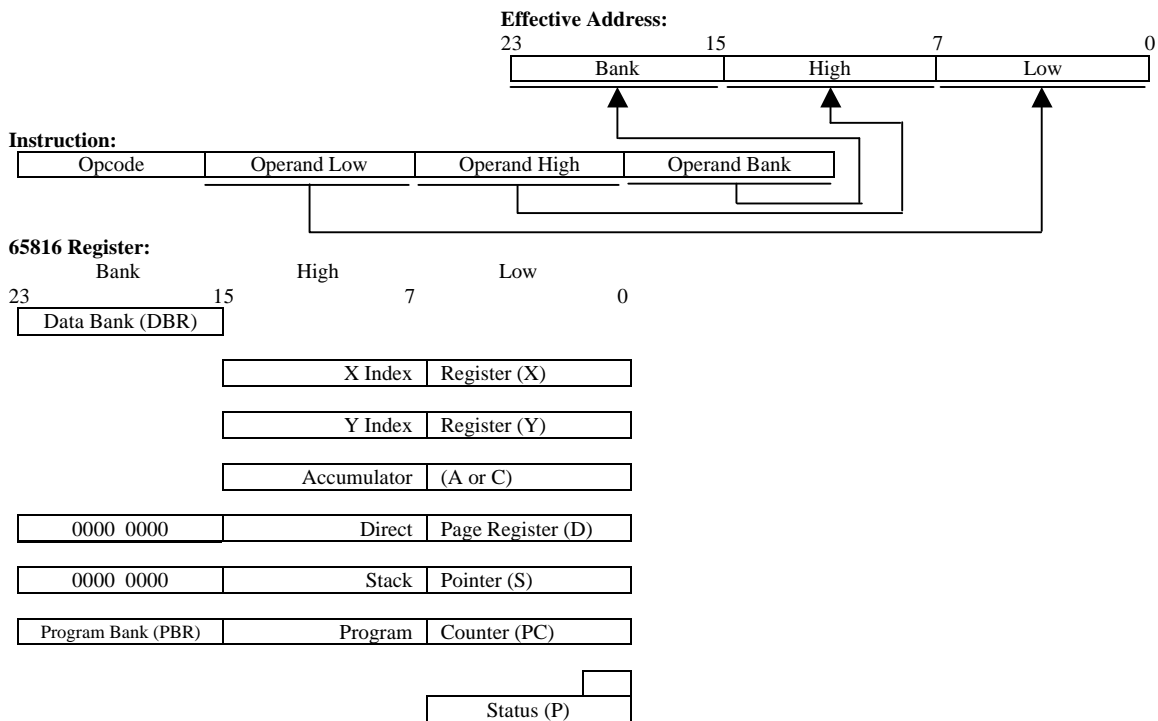 Effective Address:
23 15 7 0
Bank High Low
Instruction:
Opcode Operand Low Operand High Operand Bank
65816 Register:
Bank High Low
23 15 7 0
Data Bank (DBR)
X Index Register (X)
Y Index Register (Y)
Accumulator (A or C)
0000 0000 Direct Page Register (D)
0000 0000 Stack Pointer (S)
Program Bank (PBR) Program Counter (PC)
Status (P)